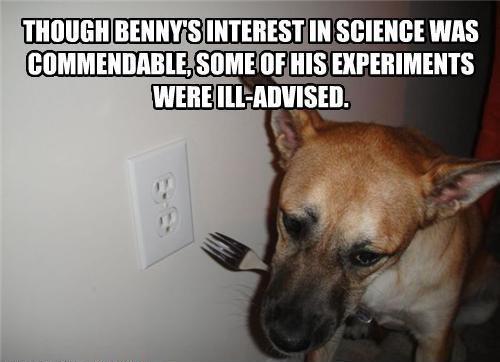 THOUGH BENNY'S INTEREST IN SCIENCE WAS
COMMENDABLE, SOME OF HIS EXPERIMENTS
WERE ILL-ADVISED.